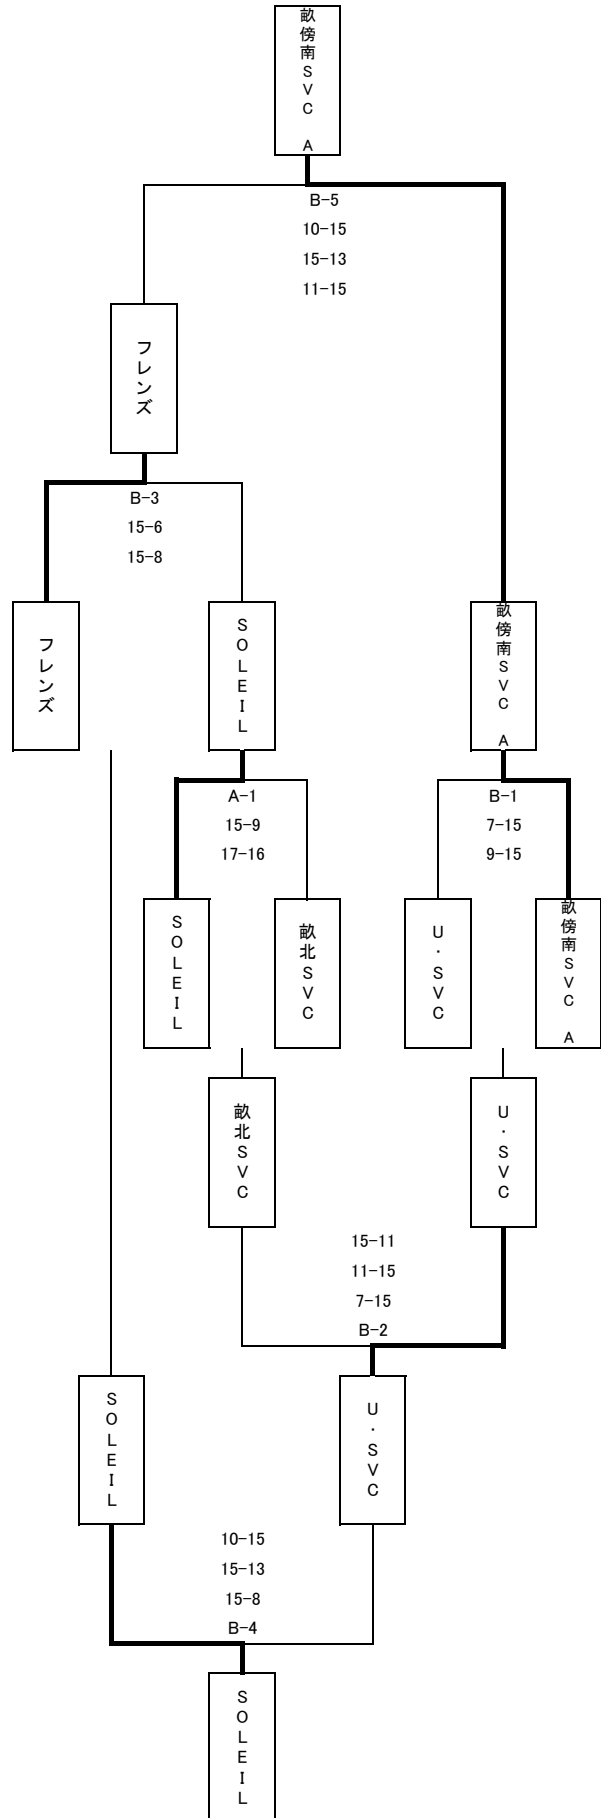 畝傍南SVC A
B-5
10-15
15-13
11-15
フレンズ
B-3
15-6
15-8
フレンズ
SOLEIL
畝傍南SVC A
A-1
15-9
17-16
B-1
7-15
9-15
SOLEIL
畝北SVC
U・SVC
畝傍南SVC A
畝北SVC
U・SVC
15-11
11-15
7-15
B-2
SOLEIL
U・SVC
10-15
15-13
15-8
B-4
SOLEIL